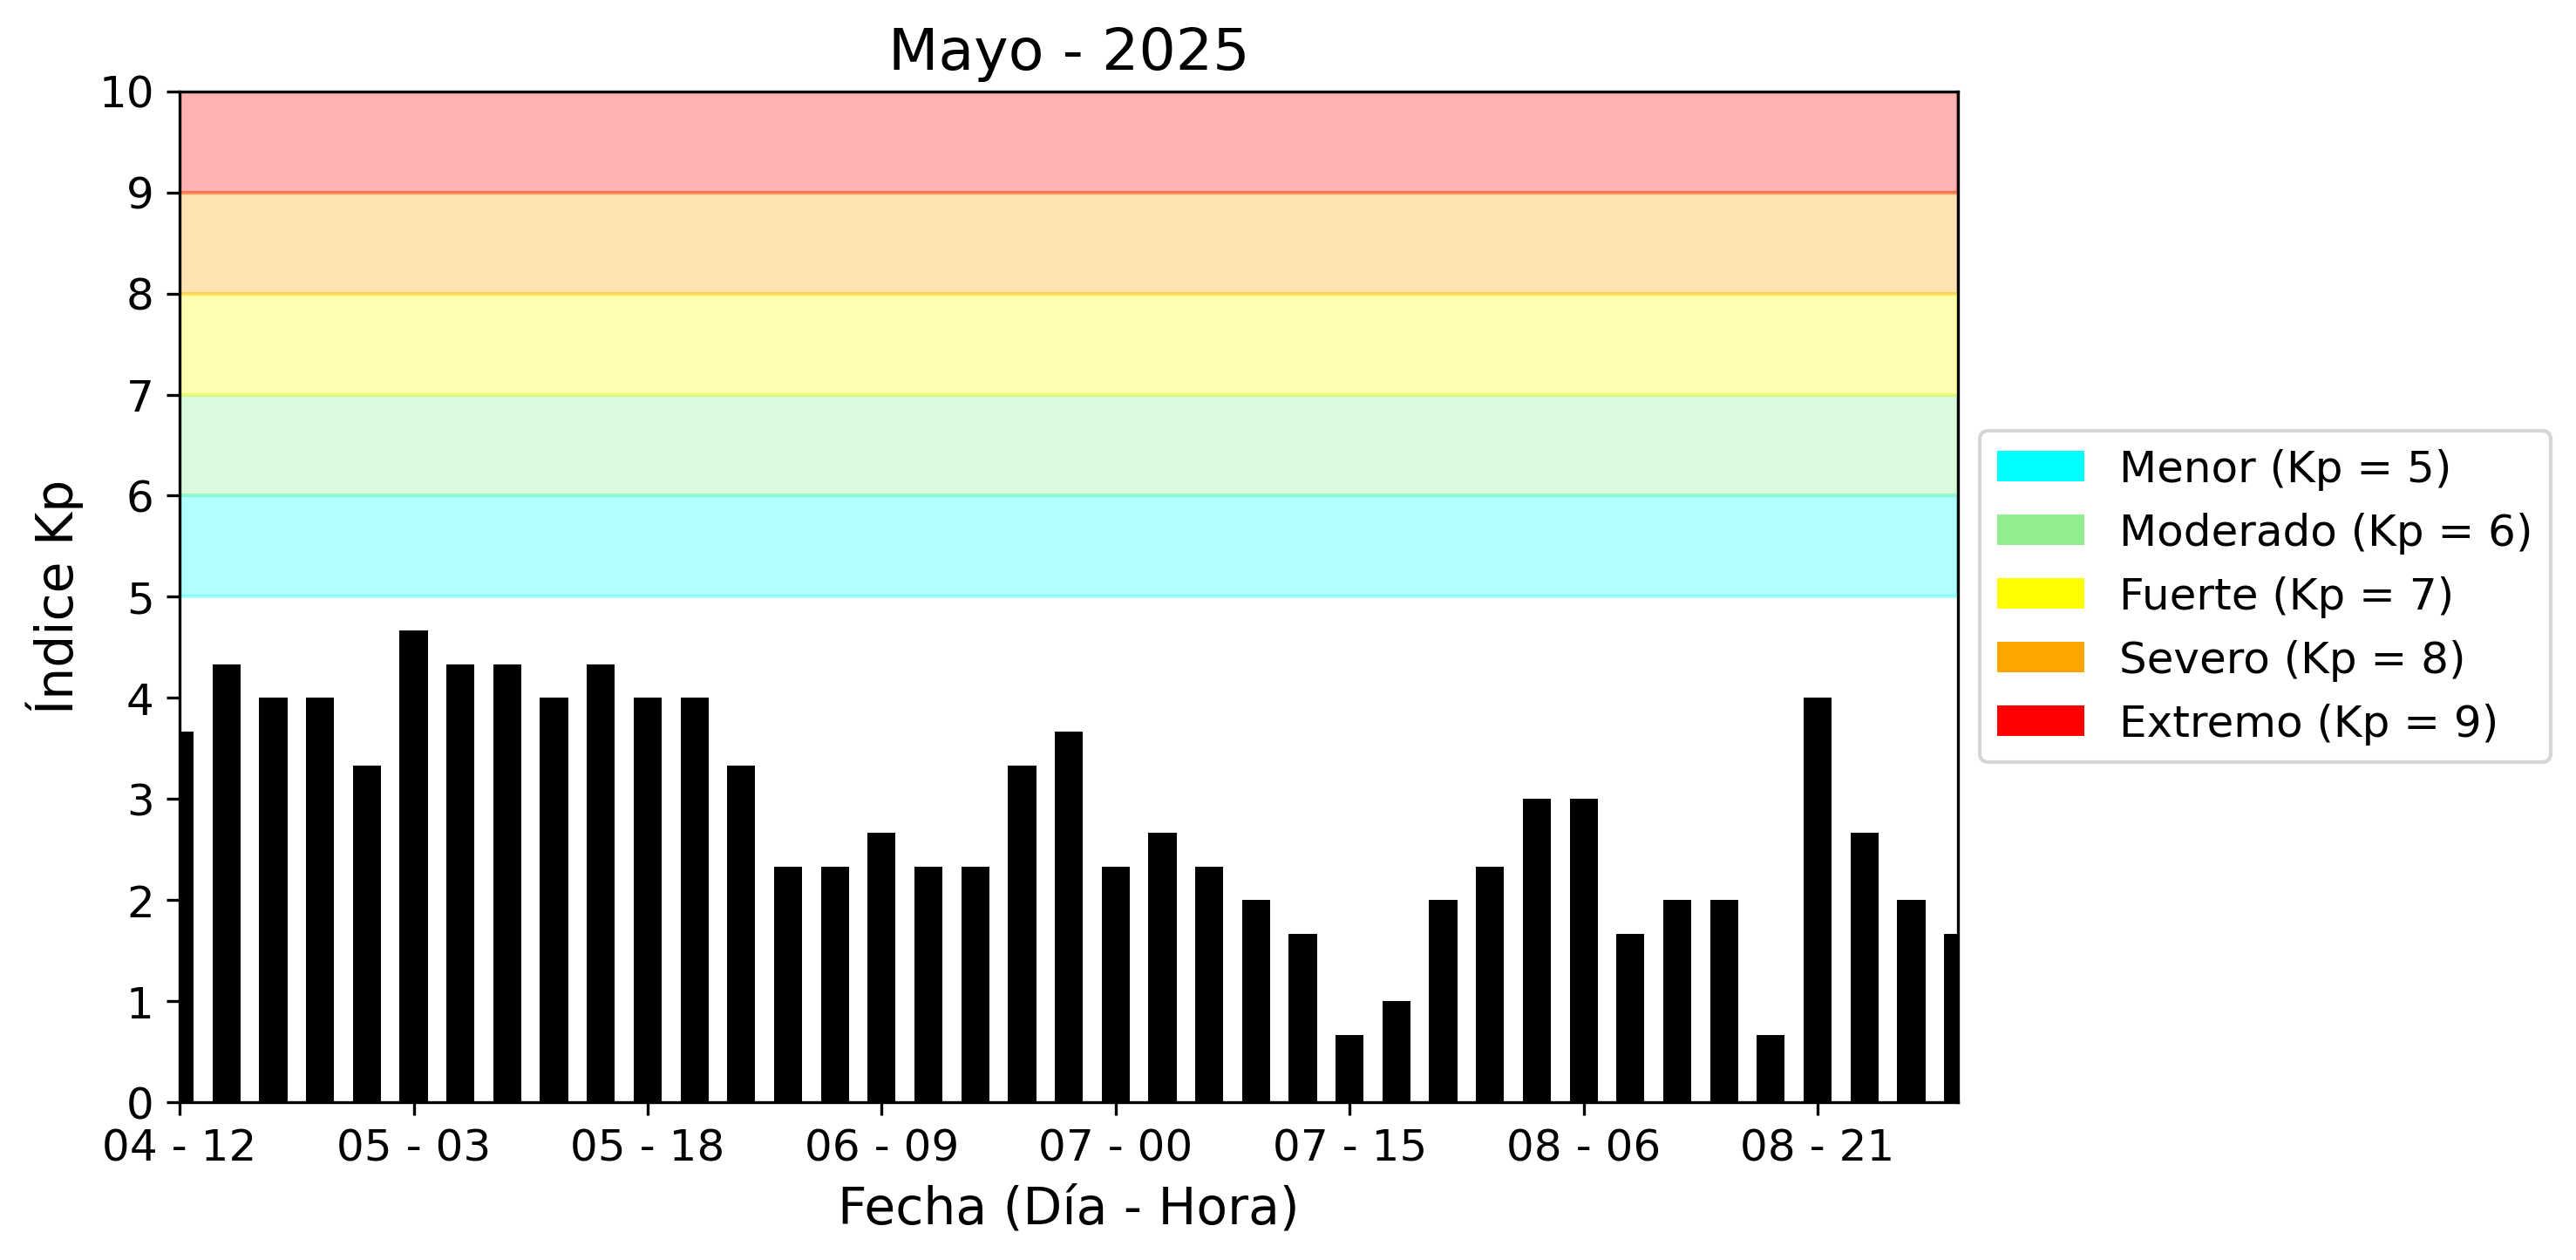 Mayo - 2025
10
9
8
7
6
5
4
3
2
1
0
Índice Kp
04 - 12
05 - 03
05 - 18
06 - 09
07 - 00
07 - 15
08 - 06
08 - 21
Fecha (Día - Hora)
Menor (Kp = 5)
Moderado (Kp = 6)
Fuerte (Kp = 7)
Severo (Kp = 8)
Extremo (Kp = 9)